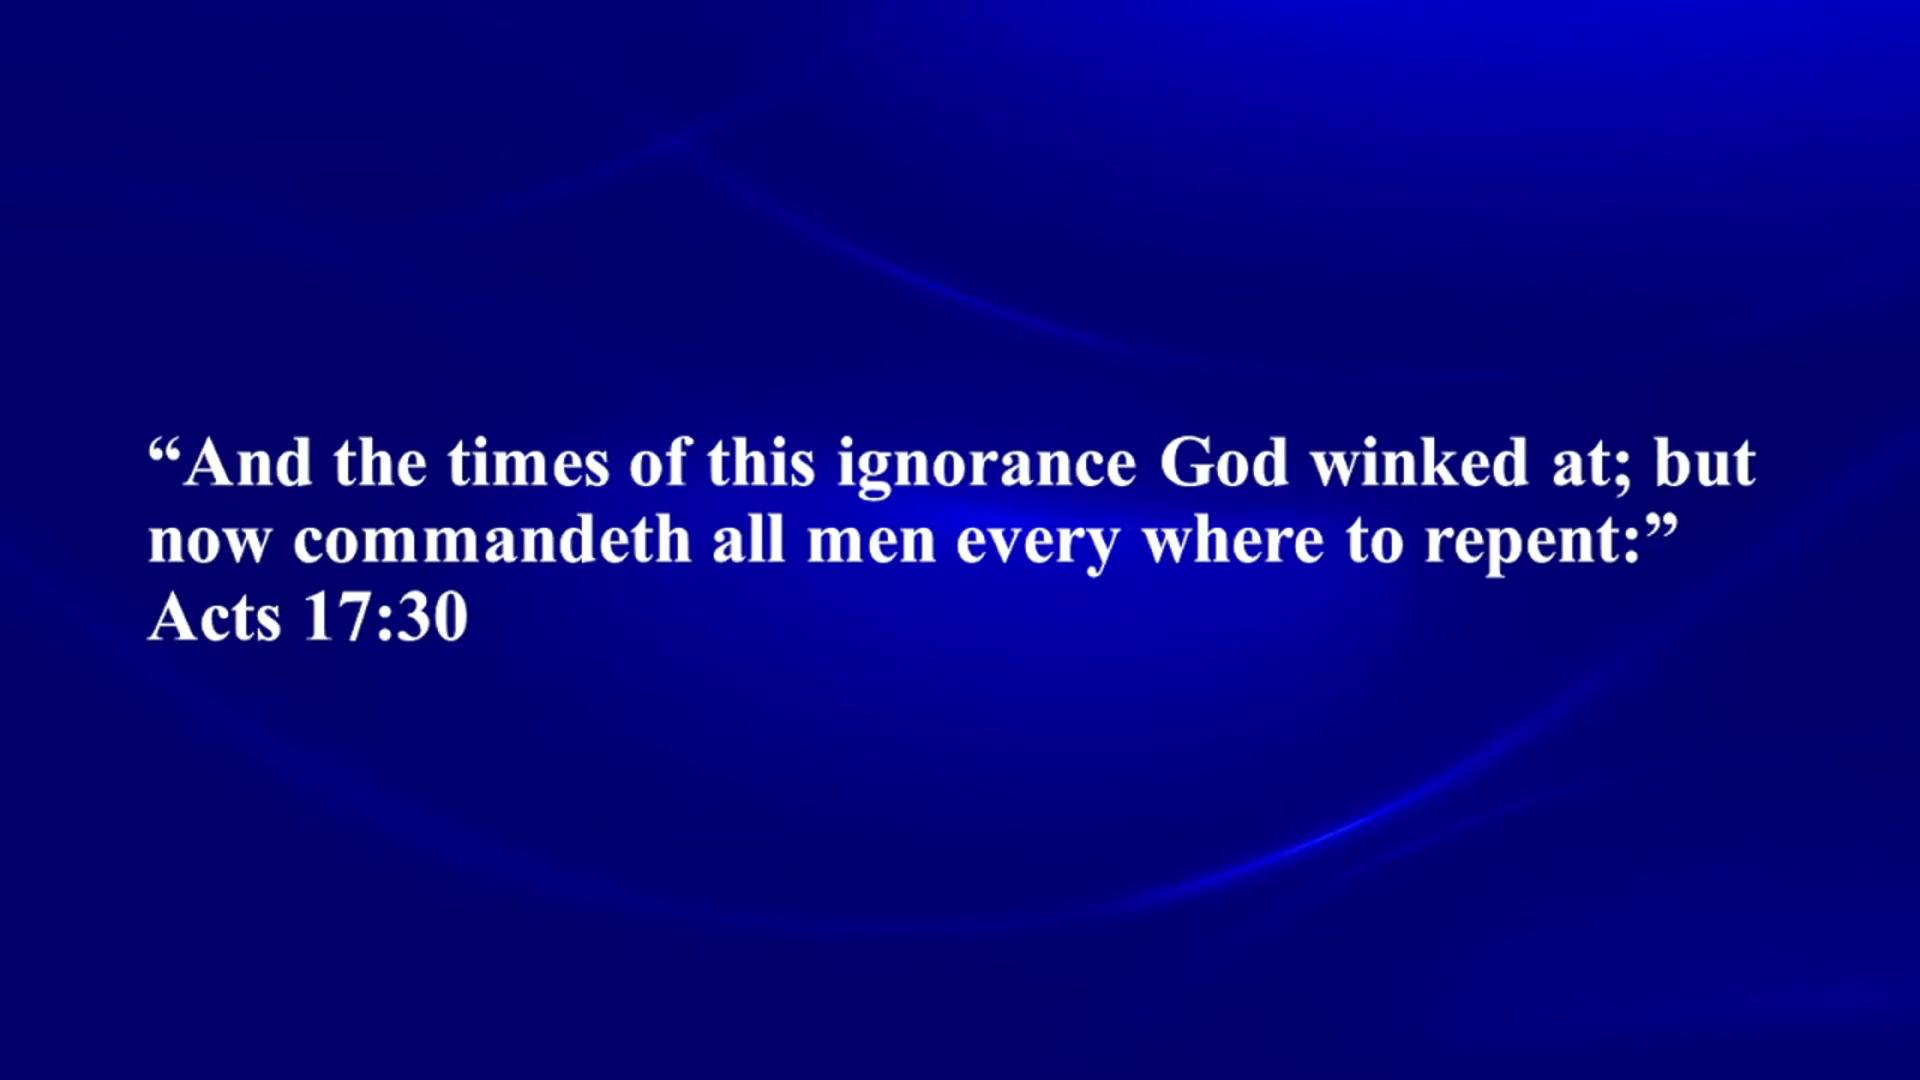 “And the times of this ignorance God winked at; but
now commandeth all men every where to repent:”
Acts 17:30